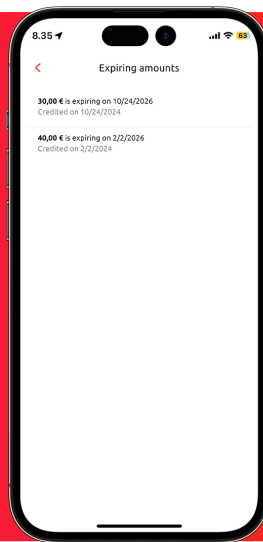 8.35
63
Expiring amounts
30,00 € is expiring on 10/24/2026
Credited on 10/24/2024
40,00 € is expiring on 2/2/2026
Credited on 2/2/2024